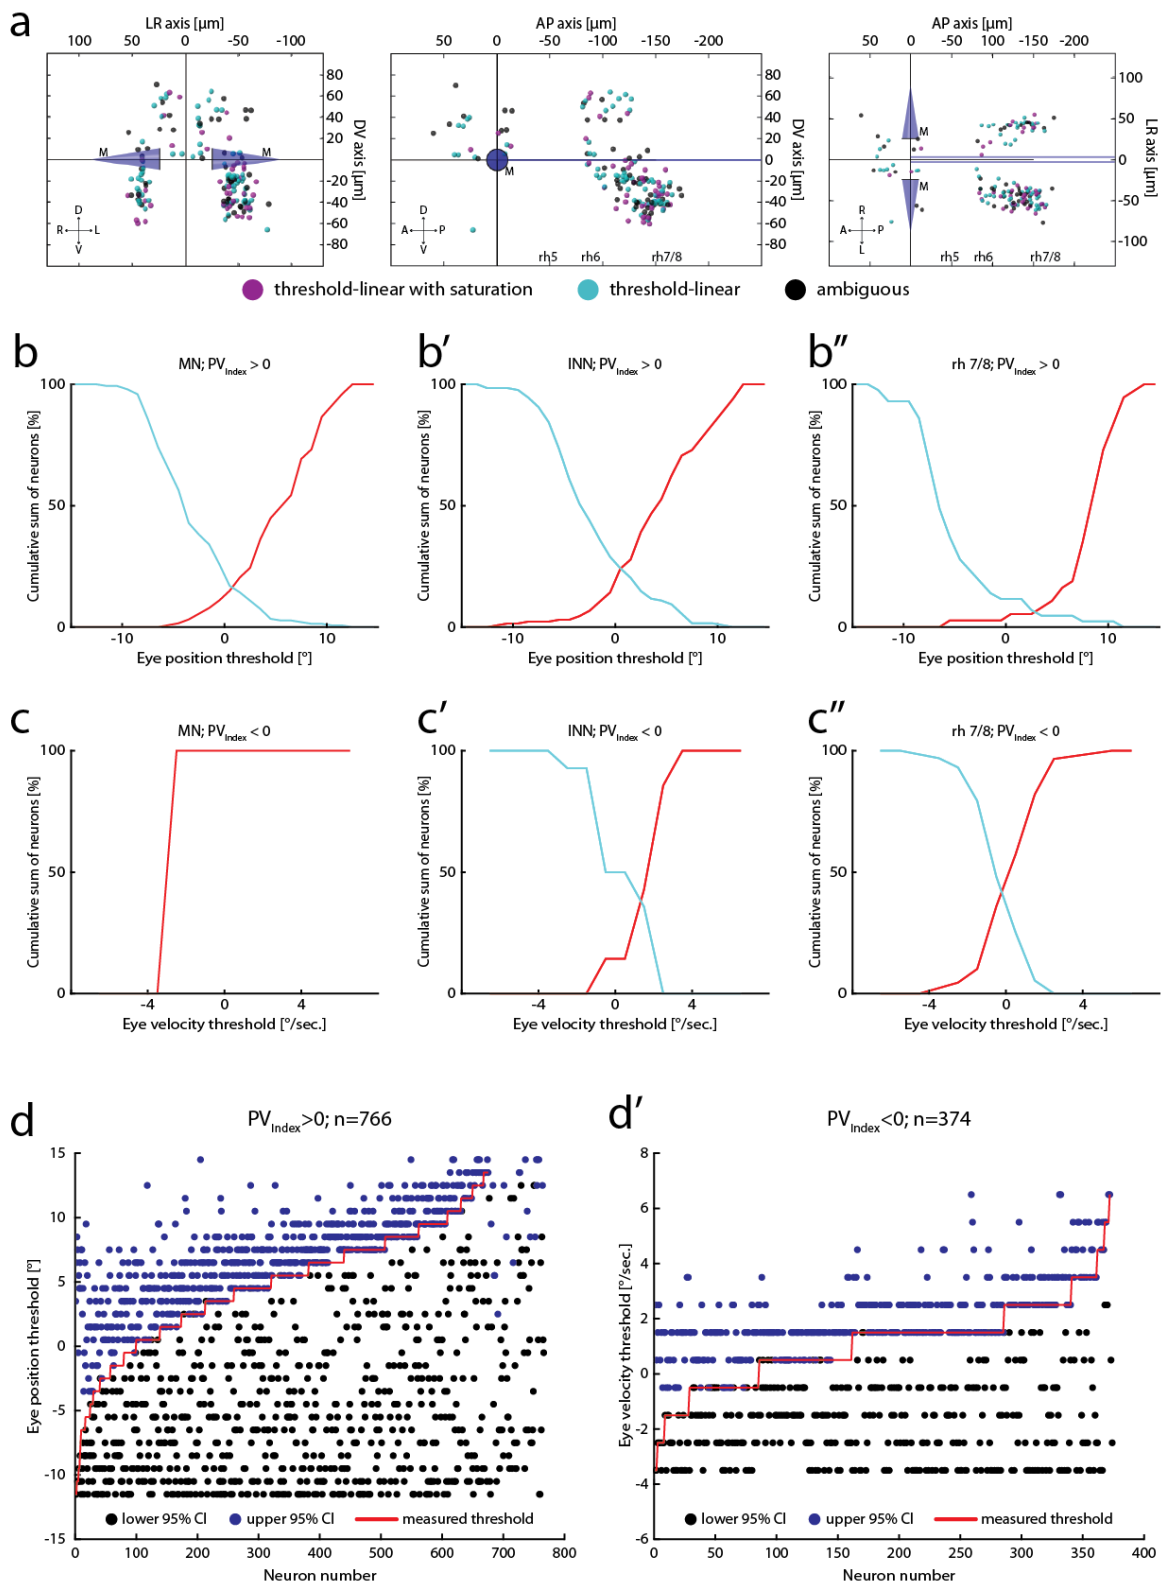 a
LR axis [µm]
100 50 0 -50 -100
80
60
40
20
0
-20
-40
-60
-80
DV axis [µm]
M M
D
R L
V
AP axis [µm]
50 0 -50 -100 -150 -200
80
60
40
20
0
-20
-40
-60
-80
DV axis [µm]
M
D
A P
V
rh5 rh6 rh7/8
AP axis [µm]
50 0 -100 -200
100
50
0
-50
-100
LR axis [µm]
M
M
R
A P
L
rh5 rh6 rh7/8
threshold-linear with saturation threshold-linear ambiguous
b
MN; PVIndex > 0
Cumulative sum of neurons [%]
100
50
0
-10 0 10
Eye position threshold [°]
b′
INN; PVIndex > 0
Cumulative sum of neurons [%]
100
50
0
-10 0 10
Eye position threshold [°]
b″
rh 7/8; PVIndex > 0
Cumulative sum of neurons [%]
100
50
0
-10 0 10
Eye position threshold [°]
c
MN; PVIndex < 0
Cumulative sum of neurons [%]
100
50
0
-4 0 4
Eye velocity threshold [°/sec.]
c′
INN; PVIndex < 0
Cumulative sum of neurons [%]
100
50
0
-4 0 4
Eye velocity threshold [°/sec.]
c″
rh 7/8; PVIndex < 0
Cumulative sum of neurons [%]
100
50
0
-4 0 4
Eye velocity threshold [°/sec.]
d
PVIndex>0; n=766
Eye position threshold [°]
15
10
5
0
-5
-10
-15
lower 95% CI upper 95% CI measured threshold
0 100 200 300 400 500 600 700 800
Neuron number
d′
PVIndex<0; n=374
Eye velocity threshold [°/sec.]
8
6
4
2
0
-2
-4
-6
lower 95% CI upper 95% CI measured threshold
0 50 100 150 200 250 300 350 400
Neuron number